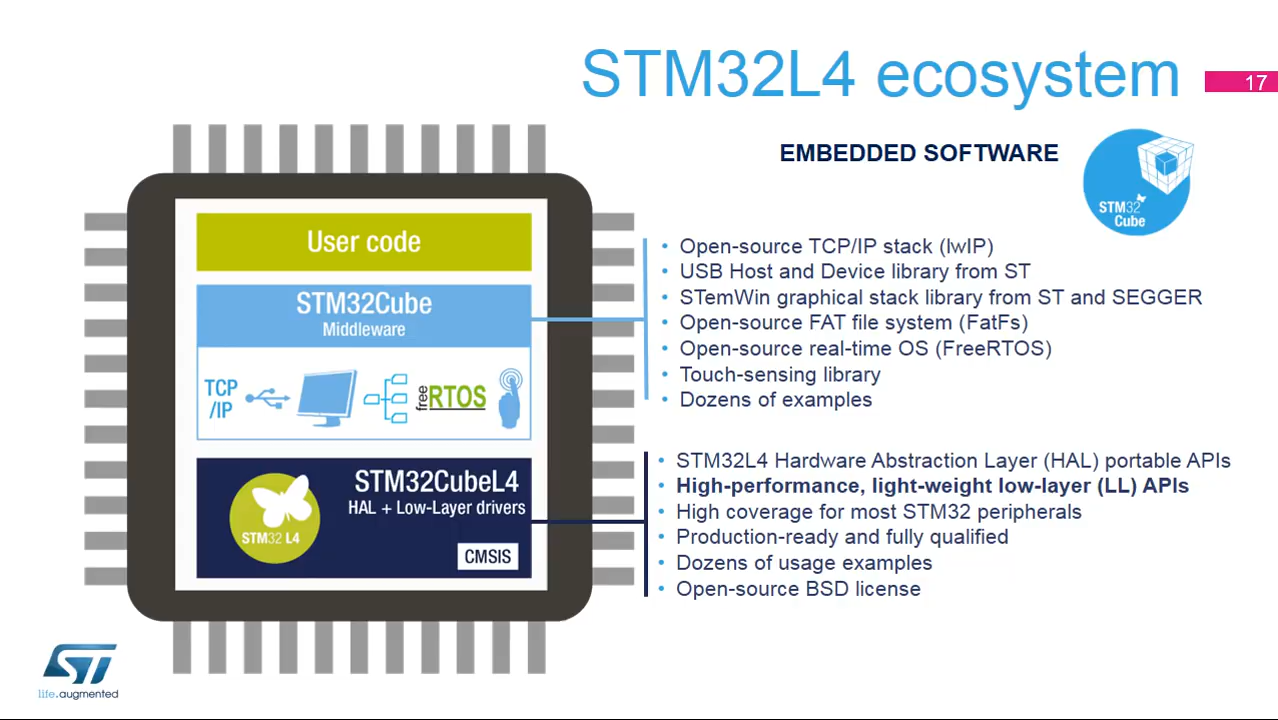 STM32L4 ecosystem
17
EMBEDDED SOFTWARE
STM32
Cube
User code
STM32Cube
Middleware
TCP
/IP
free
RTOS
• Open-source TCP/IP stack (lwIP)
• USB Host and Device library from ST
• STemWin graphical stack library from ST and SEGGER
• Open-source FAT file system (FatFs)
• Open-source real-time OS (FreeRTOS)
• Touch-sensing library
• Dozens of examples
STM32CubeL4
HAL + Low-Layer drivers
STM32 L4
CMSIS
• STM32L4 Hardware Abstraction Layer (HAL) portable APIs
• High-performance, light-weight low-layer (LL) APIs
• High coverage for most STM32 peripherals
• Production-ready and fully qualified
• Dozens of usage examples
• Open-source BSD license
ST
life.augmented